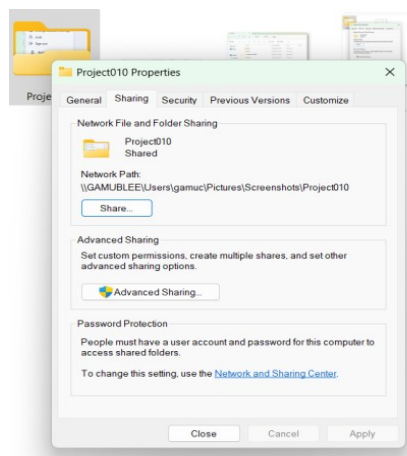 Proje
Project010 Properties
General Sharing Security Previous Versions Customize
Network File and Folder Sharing
Project010
Shared
Network Path:
\\GAMUBLEE\Users\gamuc\Pictures\Screenshots\Project010
Share...
Advanced Sharing
Set custom permissions, create multiple shares, and set other
advanced sharing options.
Advanced Sharing...
Password Protection
People must have a user account and password for this computer to
access shared folders.
To change this setting, use the Network and Sharing Center.
Close Cancel Apply